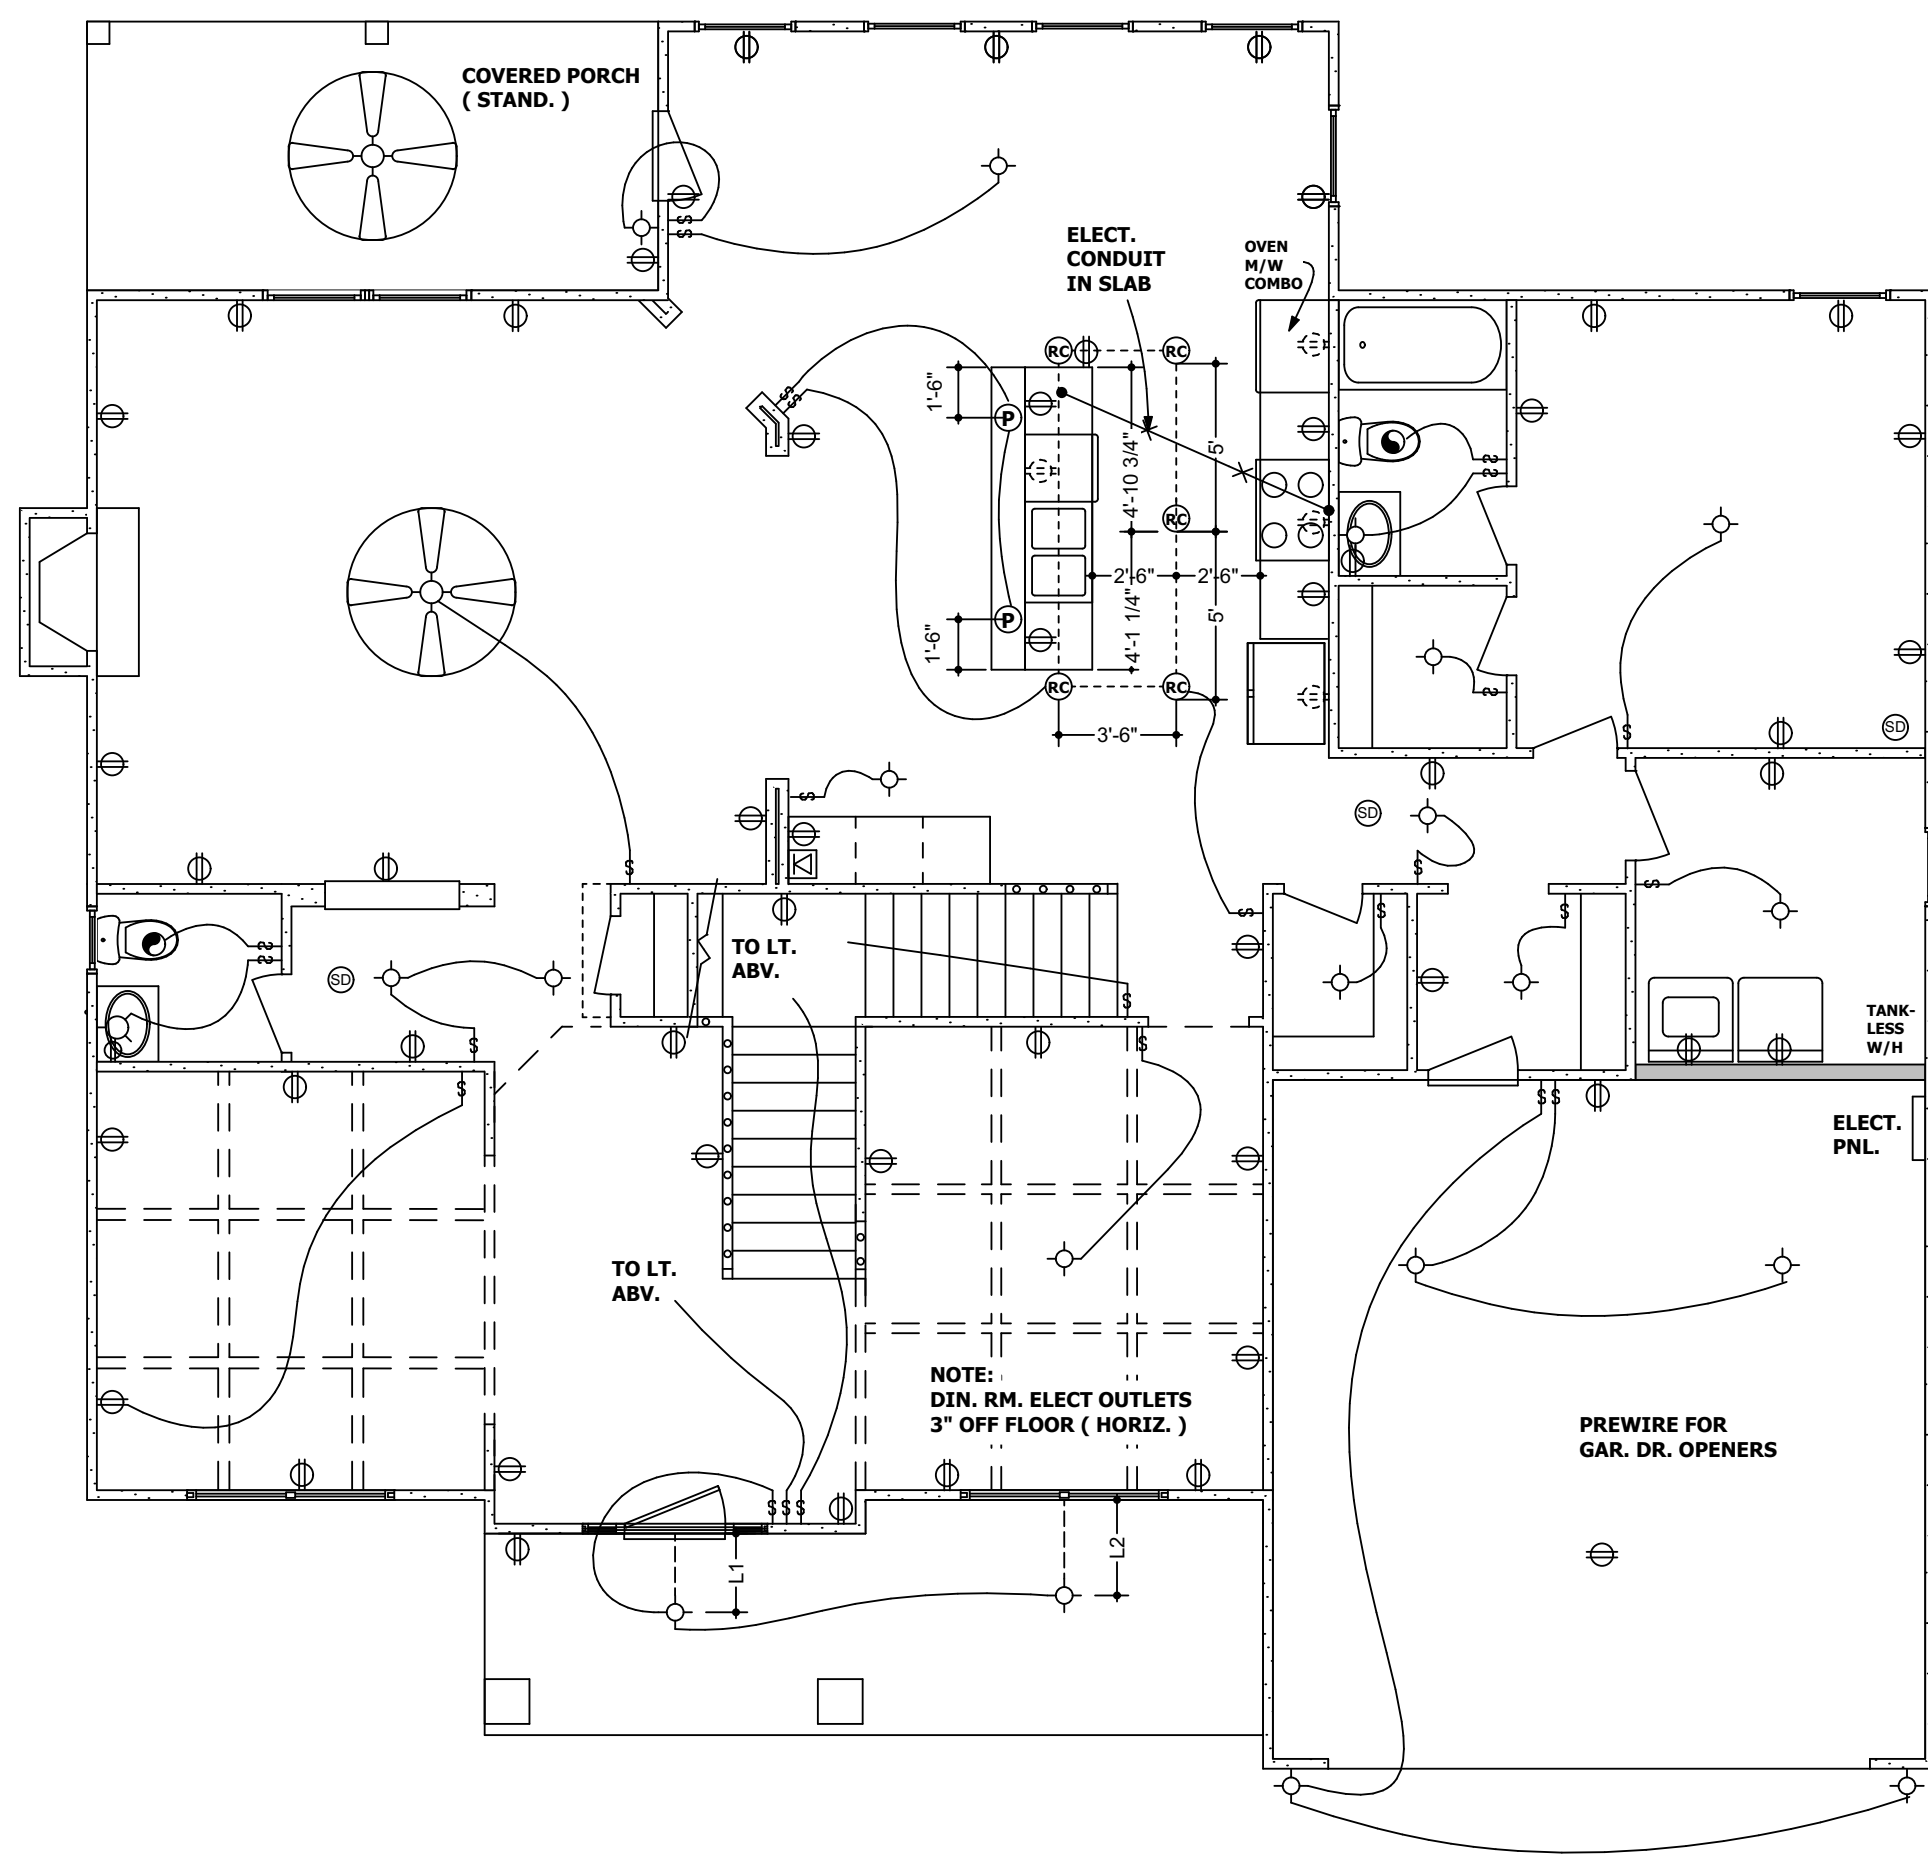 COVERED PORCH
( STAND. )
ELECT.
CONDUIT
IN SLAB
OVEN
M/W
COMBO
RC
RC
1'-6"
P
4'-10 3/4"
5'
RC
2'-6"
2'-6"
1'-6"
P
4'-1 1/4"
5'
RC
RC
3'-6"
S
S
S
S
S
S
S
S
S
SD
S
S
S
SD
S
S
S
S
S
TO LT.
ABV.
S
S
SD
S
S
S
S
TANK-
LESS
W/H
S
S
ELECT.
PNL.
TO LT.
ABV.
NOTE:
DIN. RM. ELECT OUTLETS
3" OFF FLOOR ( HORIZ. )
PREWIRE FOR
GAR. DR. OPENERS
S
S
S
L1
L2